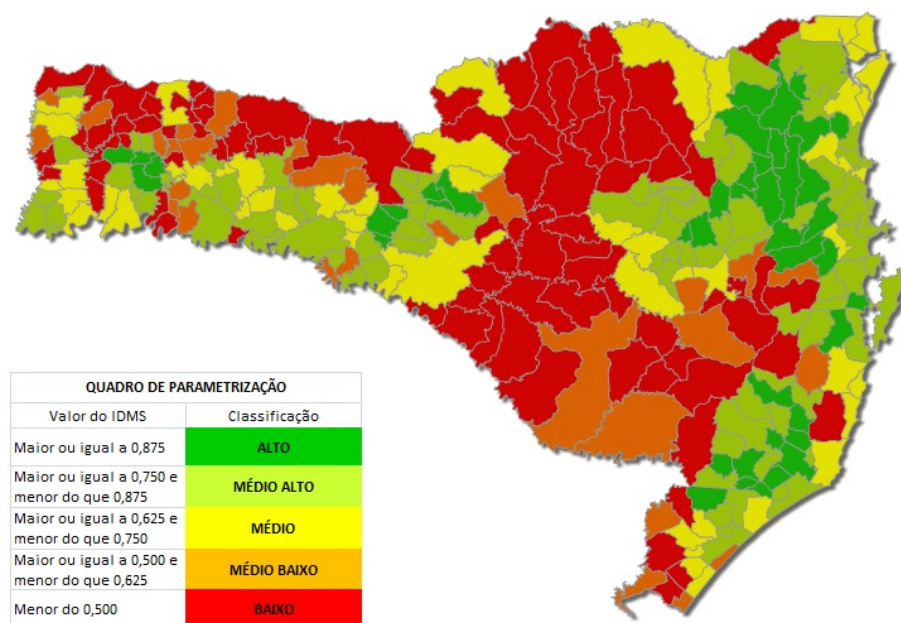 QUADRO DE PARAMETRIZAÇÃO
Valor do IDMS Classificação
Maior ou igual a 0,875 ALTO
Maior ou igual a 0,750 e
menor do que 0,875 MÉDIO ALTO
Maior ou igual a 0,625 e
menor do que 0,750 MÉDIO
Maior ou igual a 0,500 e
menor do que 0,625 MÉDIO BAIXO
Menor do 0,500 BAIXO